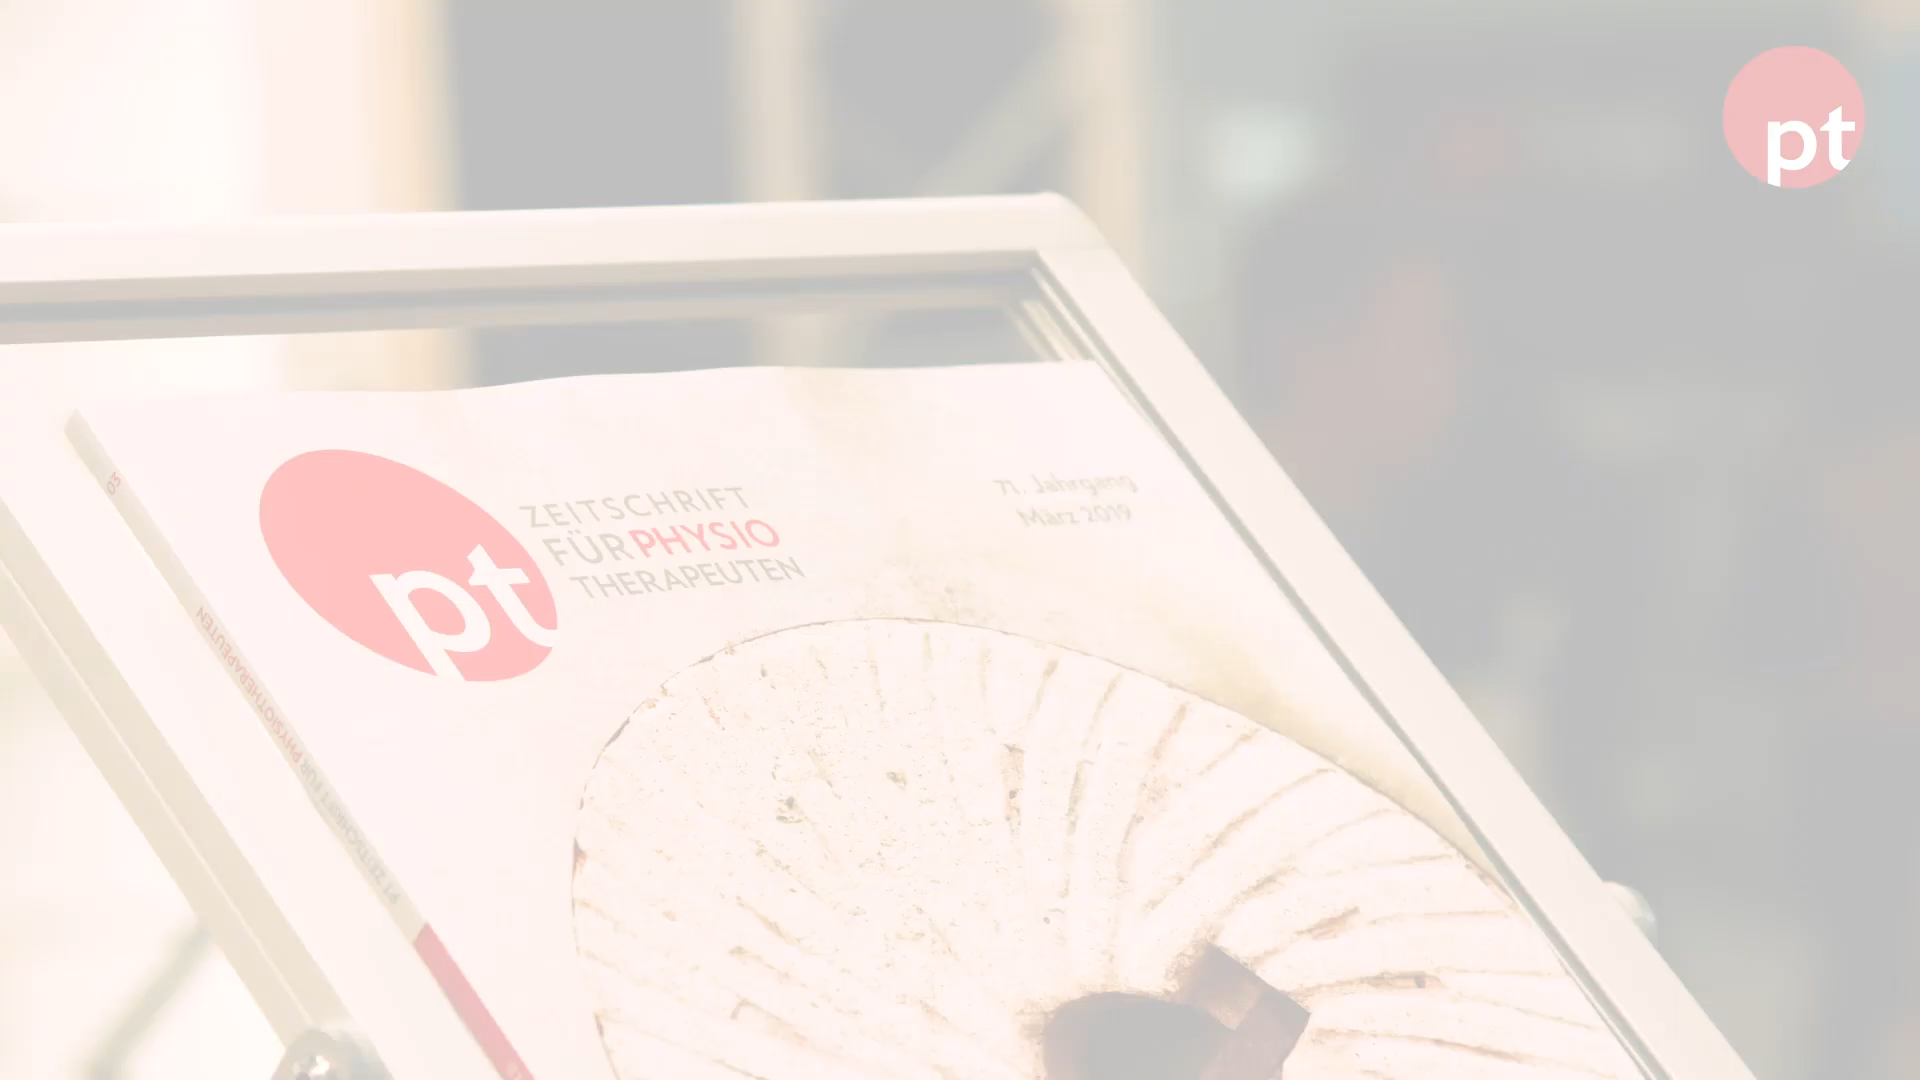 pt
pt
ZEITSCHRIFT
FÜR PHYSIO
THERAPEUTEN
71. Jahrgang
März 2019
03
PT ZEITSCHRIFT FÜR PHYSIOTHERAPEUTEN